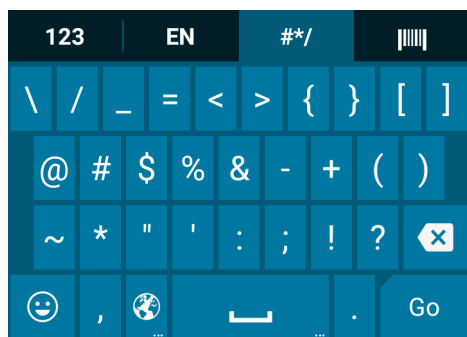 123 EN #*/
\ / _ = < > { } [ ]
@ # $ % & - + ( )
~ * " ' : ; ! ?
, ... ... . Go